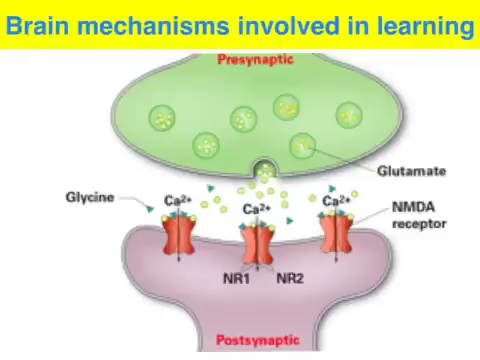 Brain mechanisms involved in learning
Presynaptic
Glutamate
Glycine
Ca2+
Ca2+
Ca2+
NMDA
receptor
NR1
NR2
Postsynaptic